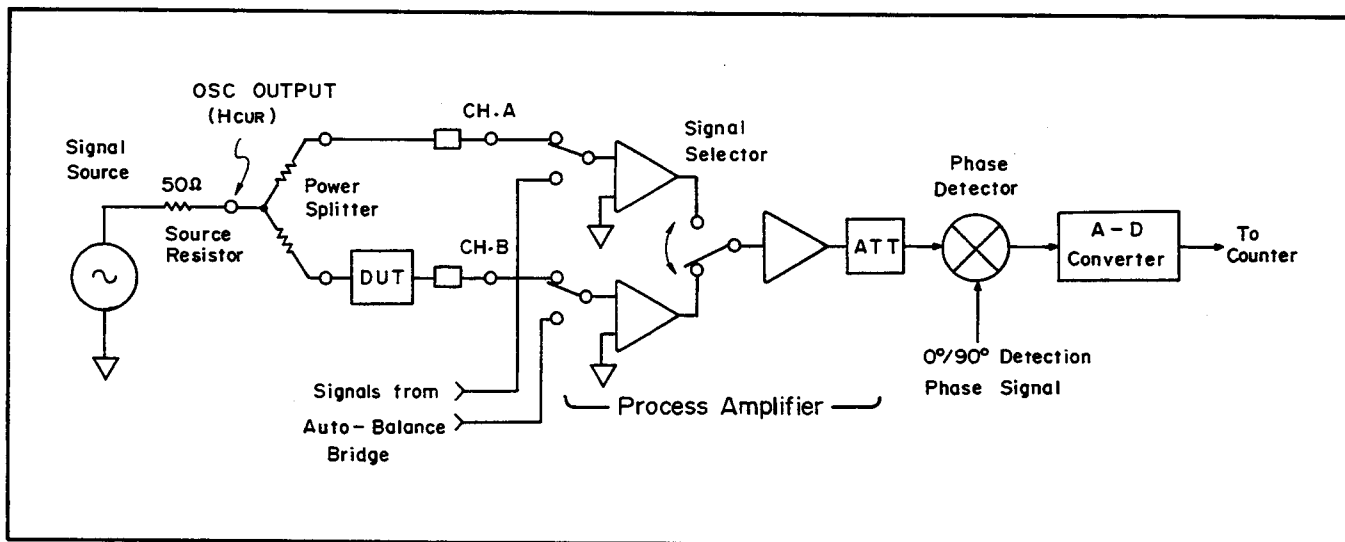 OSC OUTPUT
(HCUR)
Signal
Source
50Ω
Source
Resistor
Power
Splitter
CH.A
CH.B
DUT
Signal
Selector
Phase
Detector
ATT
A-D
Converter
To
Counter
0°/90° Detection
Phase Signal
Signals from
Auto-Balance
Bridge
Process Amplifier